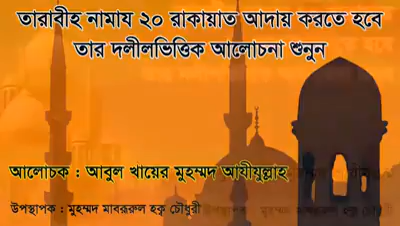 তারাবীহ নামায ২০ রাকায়াত আদায় করতে হবে
তার দলীলভিত্তিক আলোচনা শুনুন
আলোচক : আবুল খায়ের মুহম্মদ আযীযুল্লাহ
উপস্থাপক : মুহম্মদ মাবরূরুল হক্ব চৌধুরী